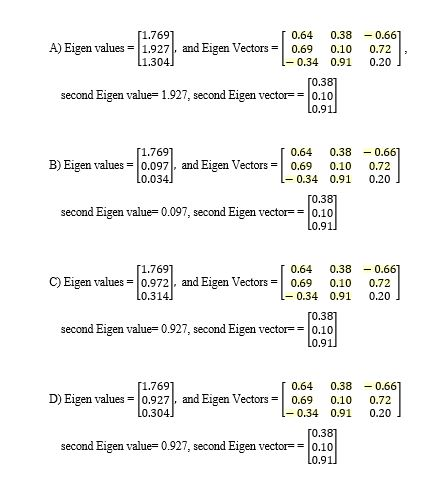 [1.769] [ 0.64 0.38 − 0.66]
A) Eigen values = [1.927], and Eigen Vectors = [ 0.69 0.10 0.72 ],
[1.304] [− 0.34 0.91 0.20 ]
[0.38]
second Eigen value= 1.927, second Eigen vector= = [0.10]
[0.91]
[1.769] [ 0.64 0.38 − 0.66]
B) Eigen values = [0.097], and Eigen Vectors = [ 0.69 0.10 0.72 ]
[0.034] [− 0.34 0.91 0.20 ]
[0.38]
second Eigen value= 0.097, second Eigen vector= = [0.10]
[0.91]
[1.769] [ 0.64 0.38 − 0.66]
C) Eigen values = [0.972], and Eigen Vectors = [ 0.69 0.10 0.72 ]
[0.314] [− 0.34 0.91 0.20 ]
[0.38]
second Eigen value= 0.927, second Eigen vector= = [0.10]
[0.91]
[1.769] [ 0.64 0.38 − 0.66]
D) Eigen values = [0.927], and Eigen Vectors = [ 0.69 0.10 0.72 ]
[0.304] [− 0.34 0.91 0.20 ]
[0.38]
second Eigen value= 0.927, second Eigen vector= = [0.10]
[0.91]